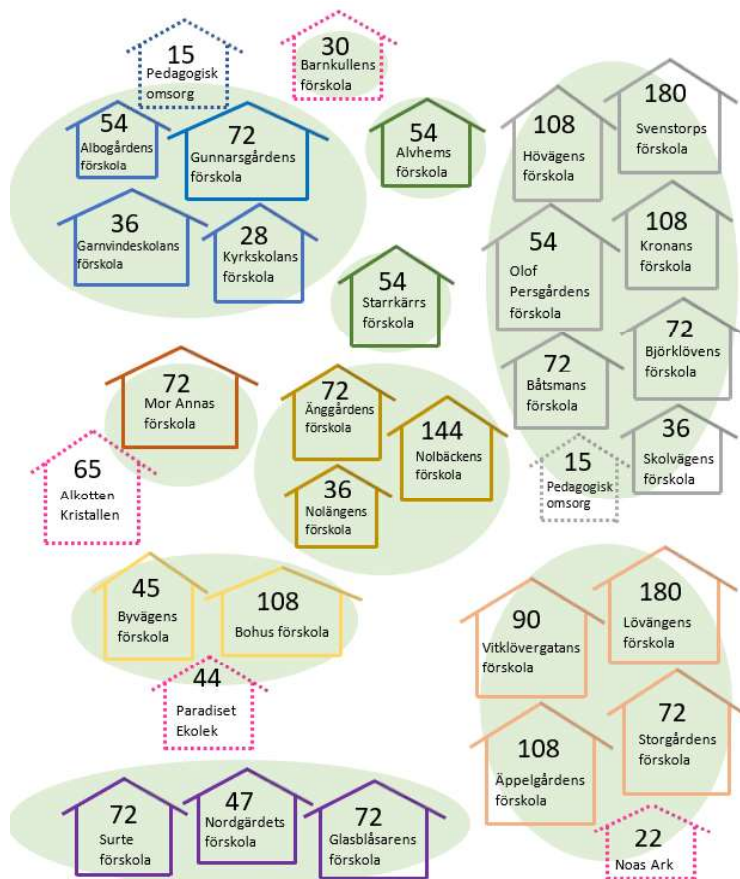 15
Pedagogisk
omsorg
30
Barnkullens
förskola
54
Albogårdens
förskola
72
Gunnarsgårdens
förskola
36
Garnvindeskolans
förskola
28
Kyrkskolans
förskola
54
Alvhems
förskola
54
Starrkärrs
förskola
108
Hövägens
förskola
180
Svenstorps
förskola
54
Olof
Persgårdens
förskola
108
Kronans
förskola
72
Båtsmans
förskola
72
Björklövens
förskola
15
Pedagogisk
omsorg
36
Skolvägens
förskola
72
Mor Annas
förskola
65
Alkotten
Kristallen
72
Änggårdens
förskola
144
Nolbäckens
förskola
36
Nolängens
förskola
45
Byvägens
förskola
108
Bohus förskola
44
Paradiset
Ekolek
90
Vitklövergatans
förskola
180
Lövängens
förskola
108
Äppelgårdens
förskola
72
Storgårdens
förskola
22
Noas Ark
72
Surte
förskola
47
Nordgärdets
förskola
72
Glasblåsarens
förskola